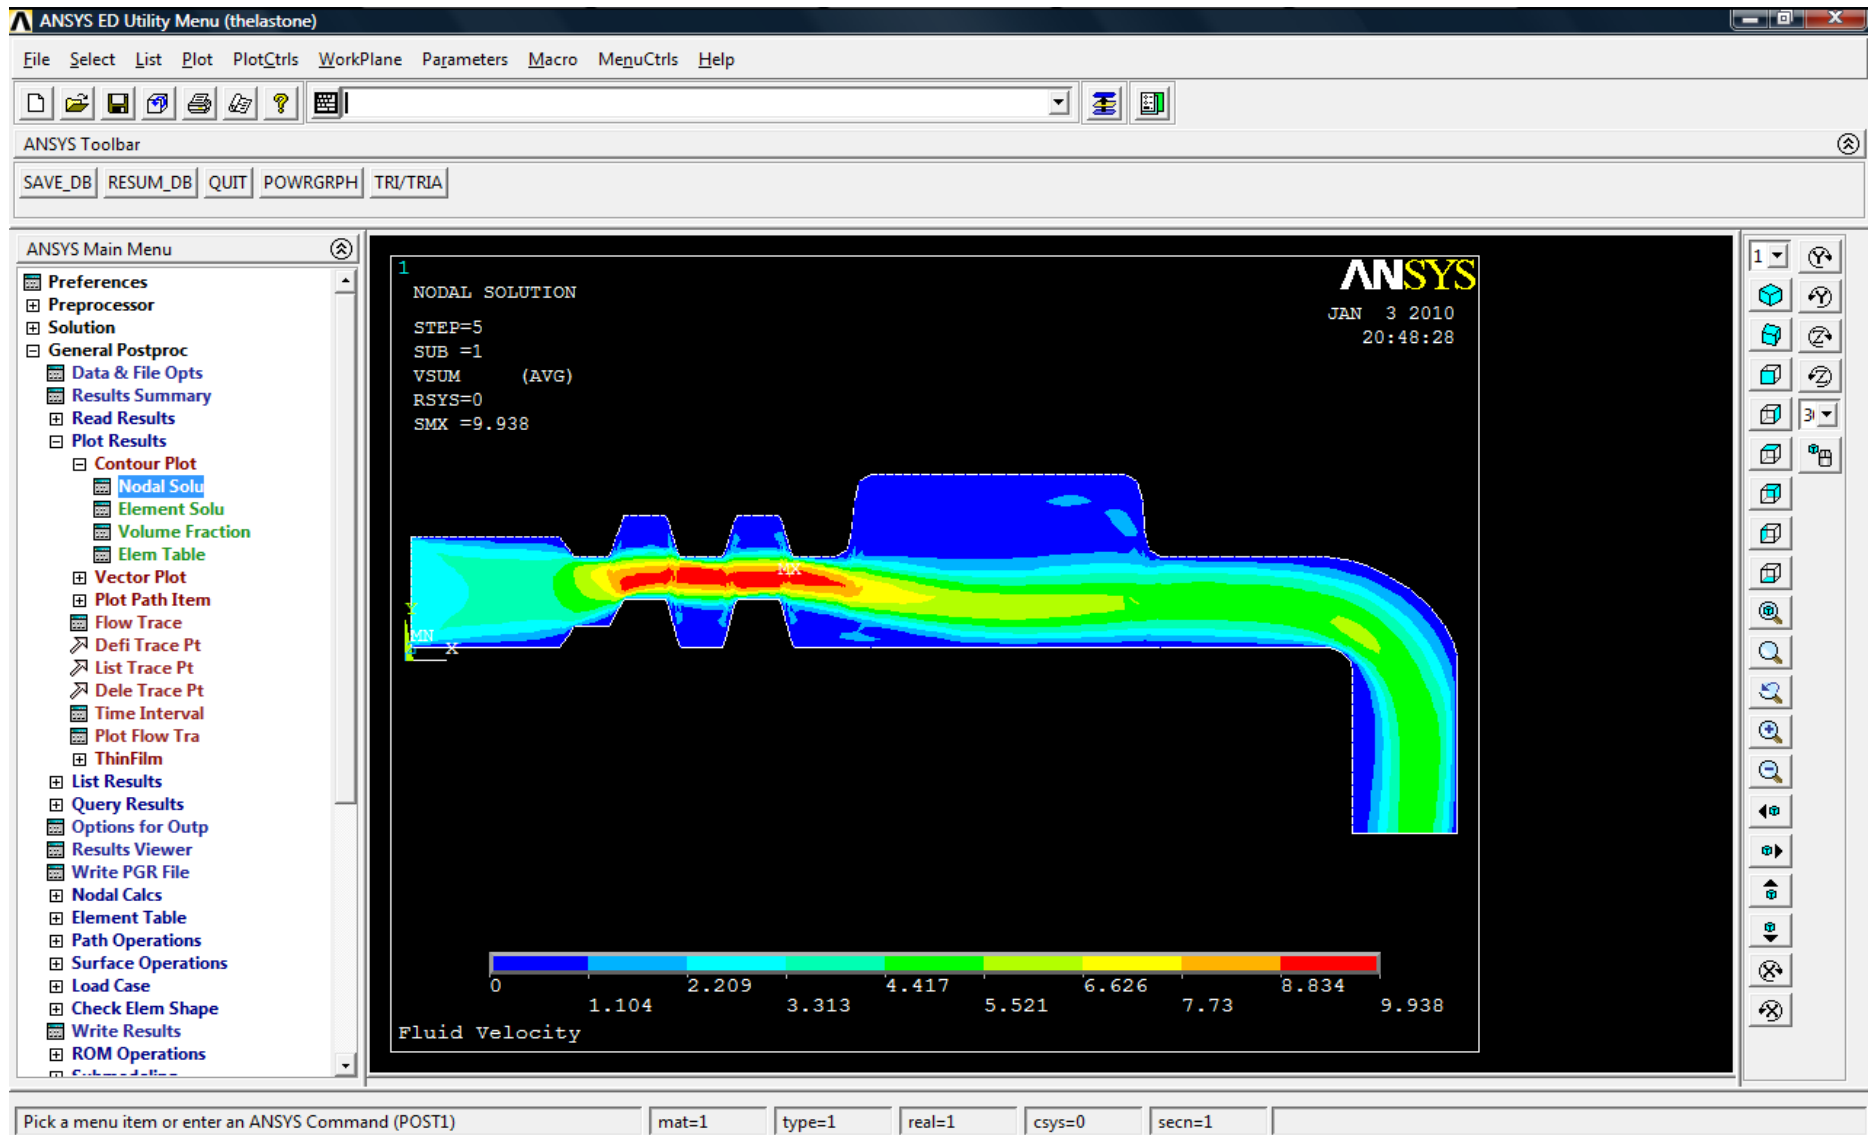 ANSYS ED Utility Menu (thelastone)
File Select List Plot PlotCtrls WorkPlane Parameters Macro MenuCtrls Help
ANSYS Toolbar
SAVE_DB RESUM_DB QUIT POWRGRPH TRI/TRIA
ANSYS Main Menu
Preferences
Preprocessor
Solution
General Postproc
Data & File Opts
Results Summary
Read Results
Plot Results
Contour Plot
Nodal Solu
Element Solu
Volume Fraction
Elem Table
Vector Plot
Plot Path Item
Flow Trace
Defi Trace Pt
List Trace Pt
Dele Trace Pt
Time Interval
Plot Flow Tra
ThinFilm
List Results
Query Results
Options for Outp
Results Viewer
Write PGR File
Nodal Calcs
Element Table
Path Operations
Surface Operations
Load Case
Check Elem Shape
Write Results
ROM Operations
Submodeling
1
NODAL SOLUTION
STEP=5
SUB =1
VSUM (AVG)
RSYS=0
SMX =9.938
ANSYS
JAN 3 2010
20:48:28
MX
Y
MN
X
0 2.209 4.417 6.626 8.834
1.104 3.313 5.521 7.73 9.938
Fluid Velocity
1
Y
Y
Z
Z
X
X
Pick a menu item or enter an ANSYS Command (POST1) mat=1 type=1 real=1 csys=0 secn=1